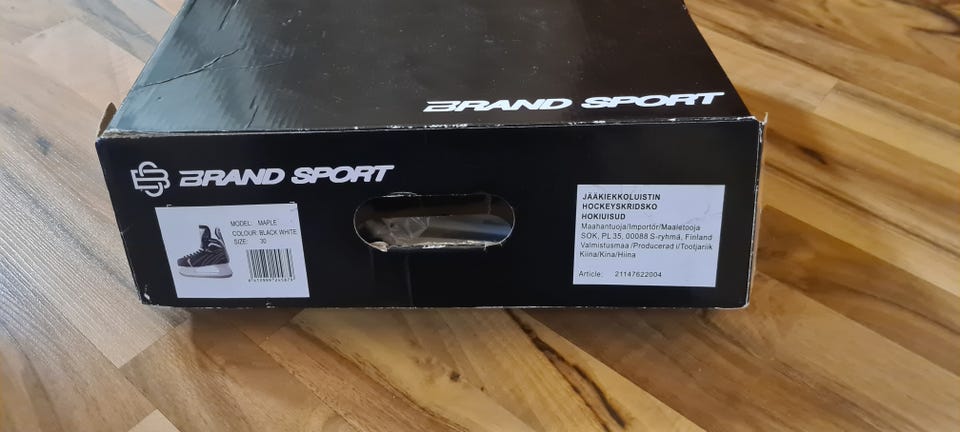 BRAND SPORT
BS BRAND SPORT
MODEL: MAPLE
COLOUR: BLACK WHITE
SIZE: 30
JÄÄKIEKKOLUISTIN
HOCKEYSKRIDSKO
HOKIUISUD
Maahantuoja/Importör/Maaletooja
SOK, PL 35, 00088 S-ryhmä, Finland
Valmistusmaa /Producerad i/Tootjariik
Kiina/Kina/Hiina
Article: 21147622004